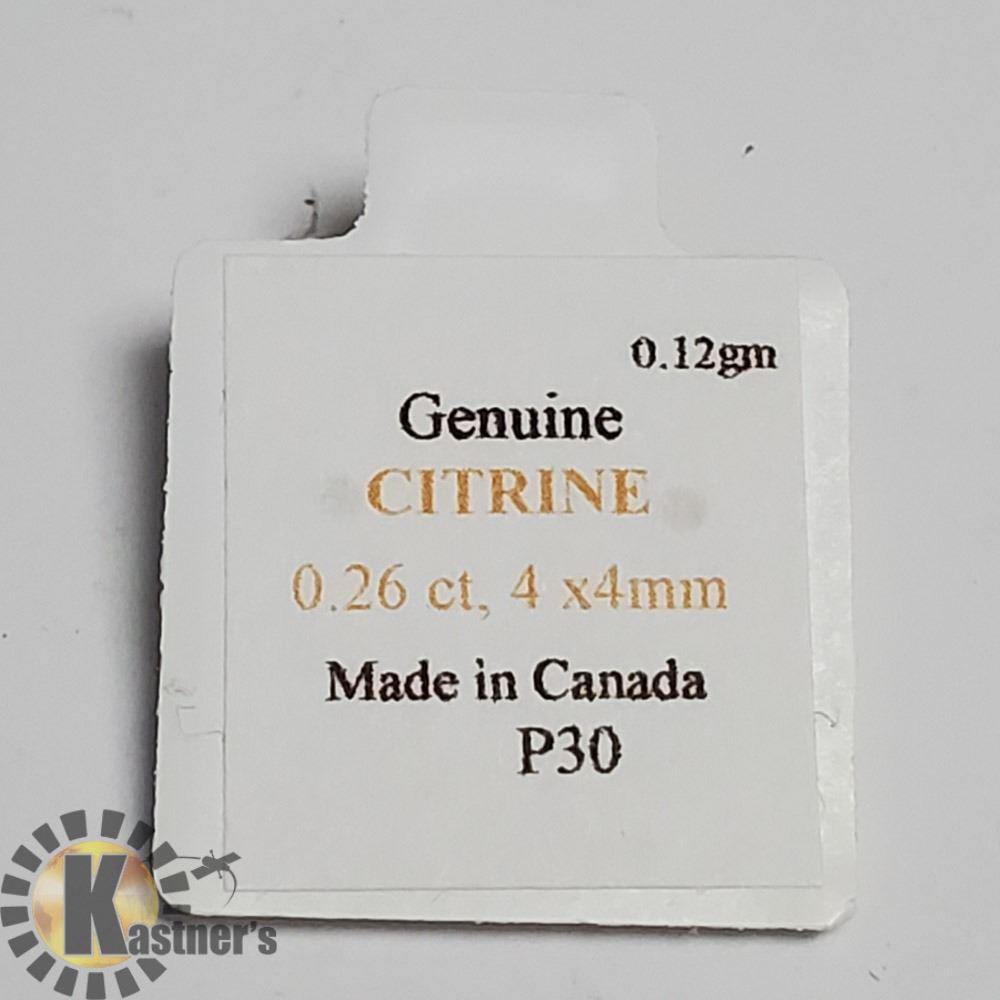 0.12gm
Genuine
CITRINE
0.26 ct, 4 x4mm
Made in Canada
P30
Kastner's